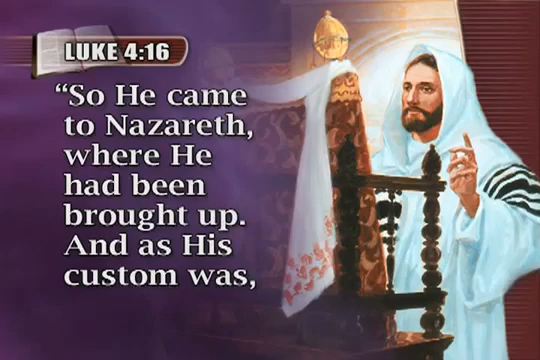 LUKE 4:16
“So He came
to Nazareth,
where He
had been
brought up.
And as His
custom was,